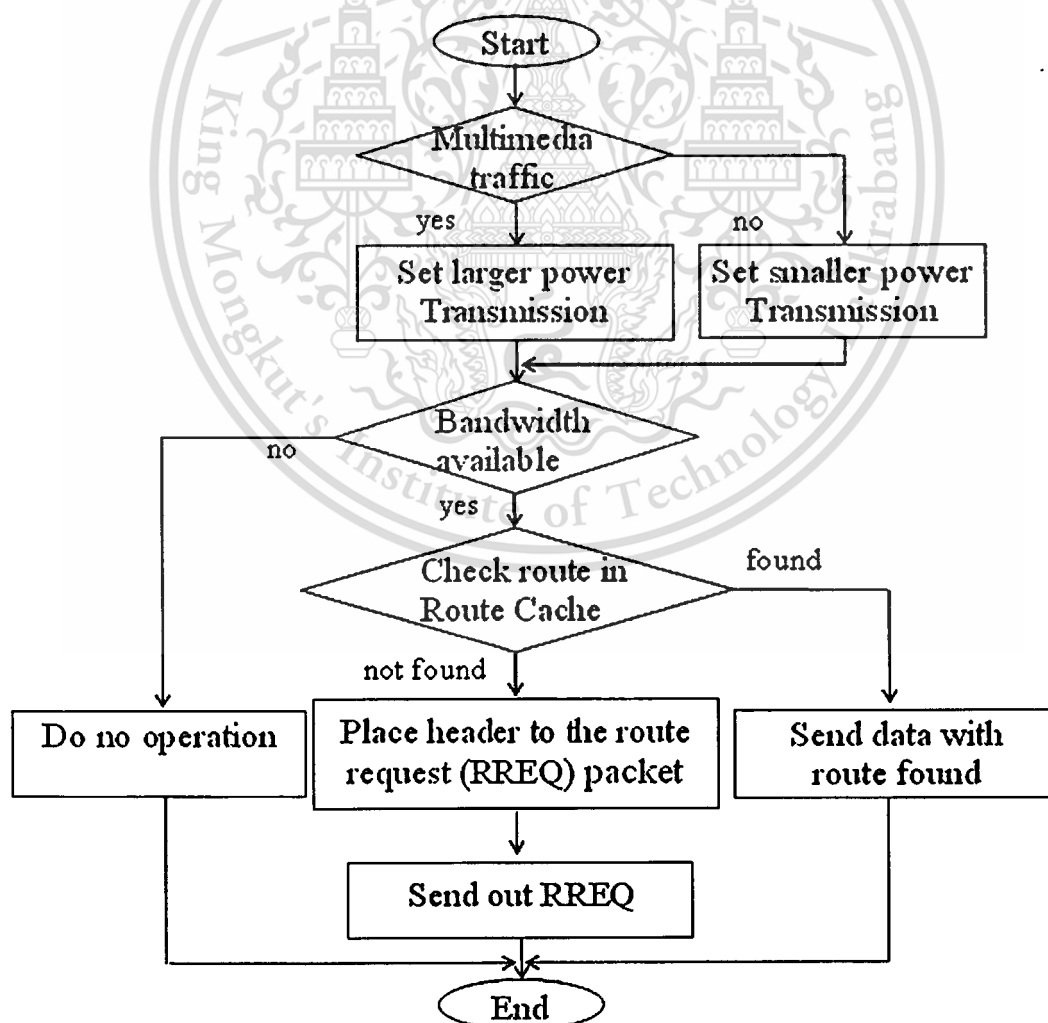 Start
Multimedia
traffic
yes
no
Set larger power
Transmission
Set smaller power
Transmission
Bandwidth
available
no
yes
Check route in
Route Cache
found
not found
Do no operation
Place header to the route
request (RREQ) packet
Send data with
route found
Send out RREQ
End
King Mongkut's Institute of Technology Ladkrabang